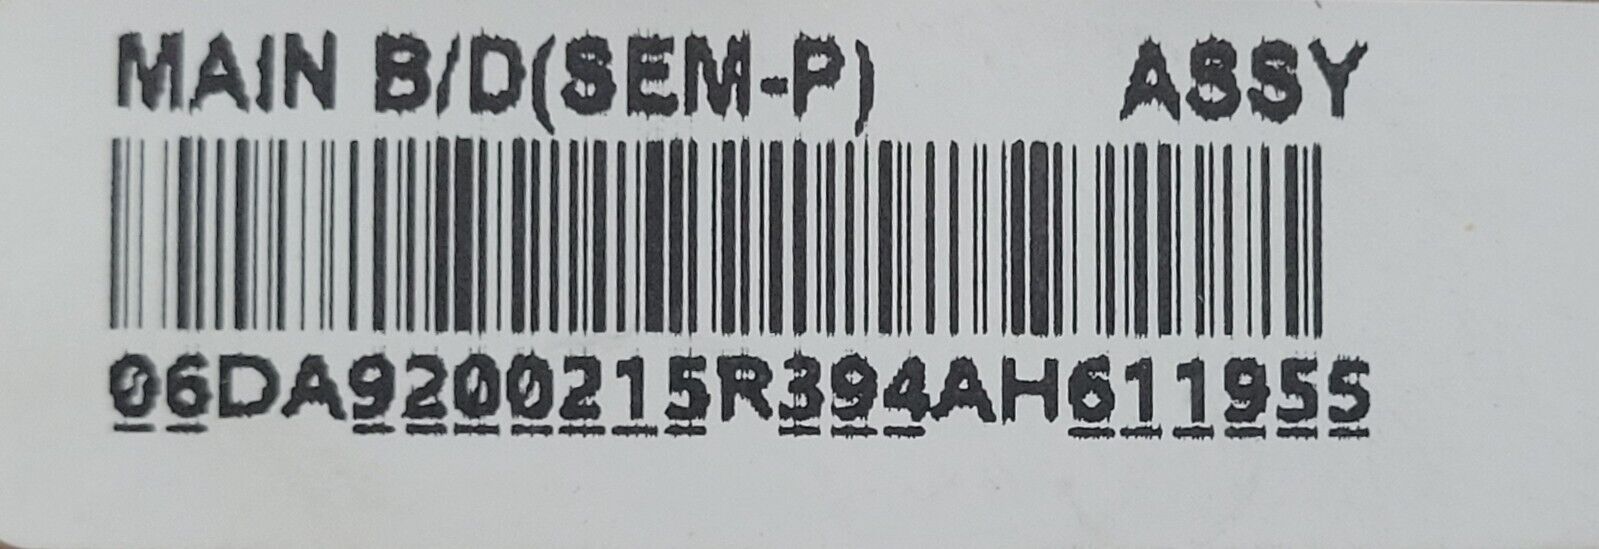 MAIN B/D(SEM-P) ASSY
06DA9200215R394AH611955